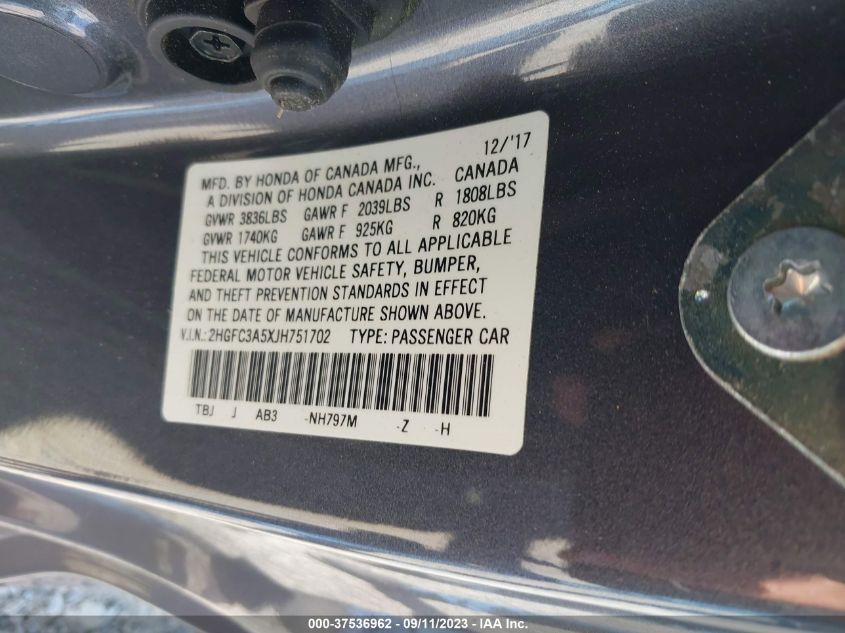 12/'17
MFD. BY HONDA OF CANADA MFG.,
A DIVISION OF HONDA CANADA INC. CANADA
GVWR 3836LBS GAWR F 2039LBS R 1808LBS
GVWR 1740KG GAWR F 925KG R 820KG
THIS VEHICLE CONFORMS TO ALL APPLICABLE
FEDERAL MOTOR VEHICLE SAFETY, BUMPER,
AND THEFT PREVENTION STANDARDS IN EFFECT
ON THE DATE OF MANUFACTURE SHOWN ABOVE.
V.I.N.: 2HGFC3A5XJH751702 TYPE: PASSENGER CAR
TBJ J AB3 -NH797M -Z -H
000-37536962 - 09/11/2023 - IAA Inc.